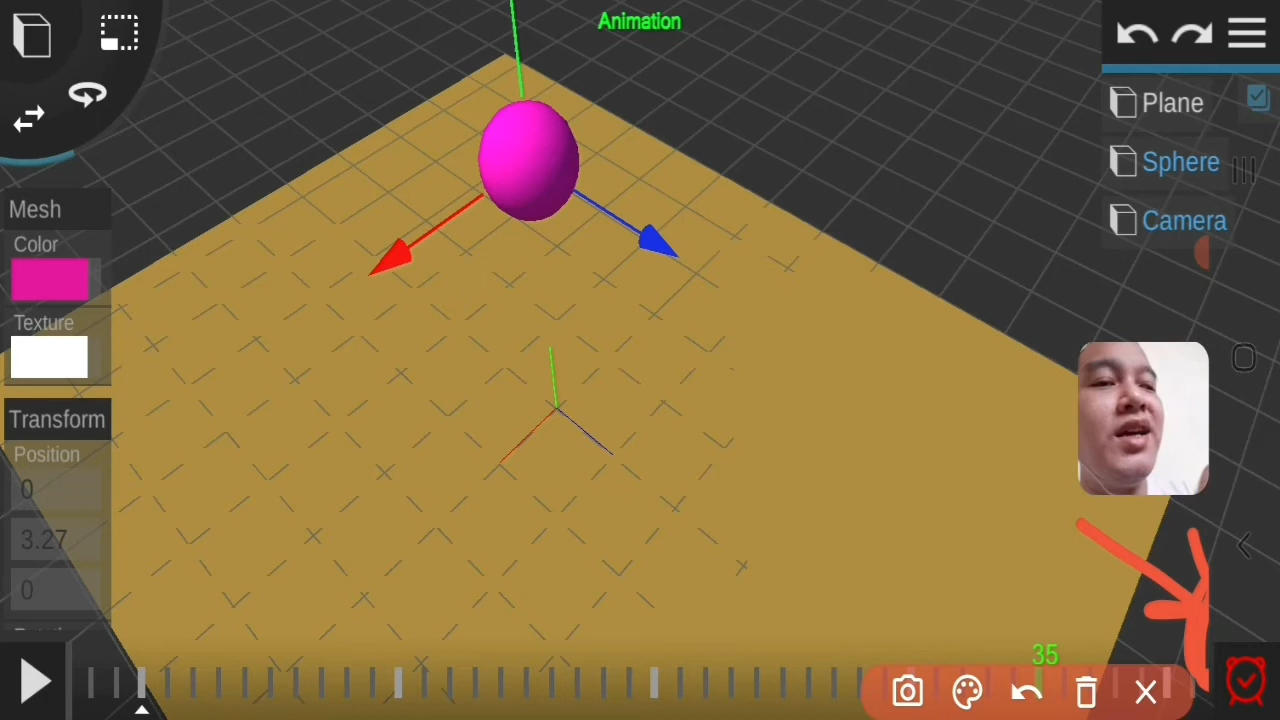 Animation
Plane
Sphere
Camera
Mesh
Color
Texture
Transform
Position
0
3.27
0
35